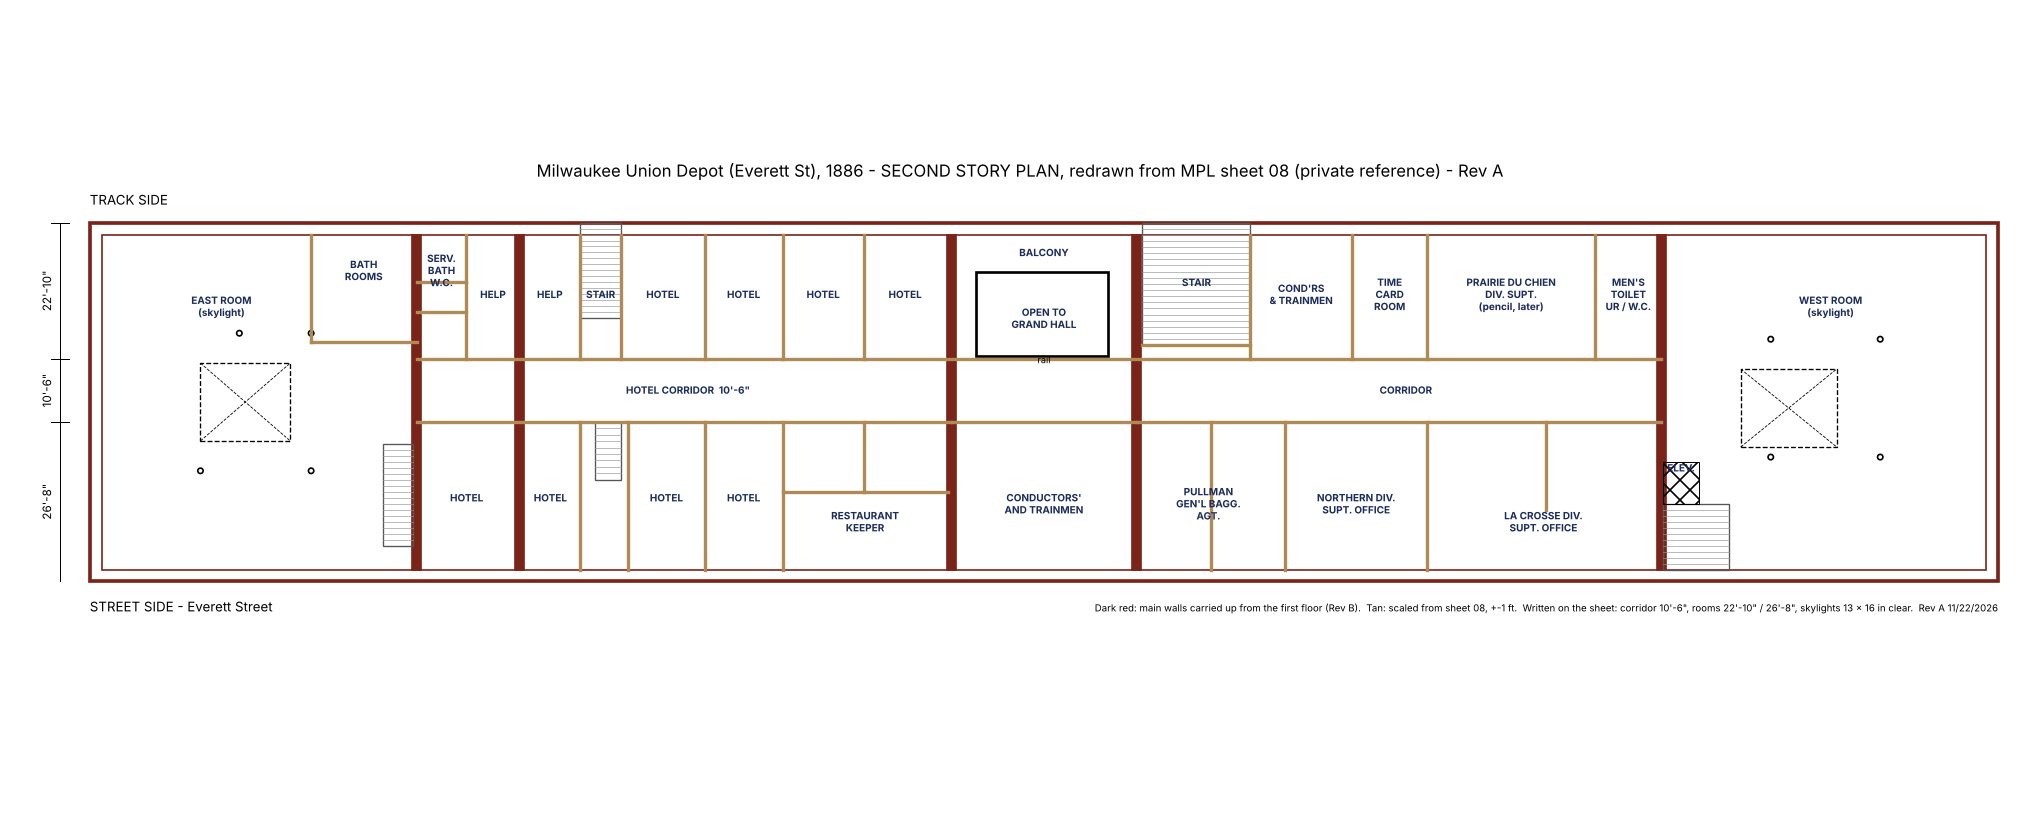 Milwaukee Union Depot (Everett St), 1886 - SECOND STORY PLAN, redrawn from MPL sheet 08 (private reference) - Rev A
TRACK SIDE
22'-10"
10'-6"
26'-8"
EAST ROOM
(skylight)
BATH
ROOMS
SERV.
BATH
W.C.
HELP
HELP
STAIR
HOTEL
HOTEL
HOTEL
HOTEL
BALCONY
OPEN TO
GRAND HALL
rail
STAIR
COND'RS
& TRAINMEN
TIME
CARD
ROOM
PRAIRIE DU CHIEN
DIV. SUPT.
(pencil, later)
MEN'S
TOILET
UR / W.C.
WEST ROOM
(skylight)
HOTEL CORRIDOR 10'-6"
CORRIDOR
HOTEL
HOTEL
HOTEL
HOTEL
RESTAURANT
KEEPER
CONDUCTORS'
AND TRAINMEN
PULLMAN
GEN'L BAGG.
AGT.
NORTHERN DIV.
SUPT. OFFICE
LA CROSSE DIV.
SUPT. OFFICE
ELEV.
STREET SIDE - Everett Street
Dark red: main walls carried up from the first floor (Rev B). Tan: scaled from sheet 08, +-1 ft. Written on the sheet: corridor 10'-6", rooms 22'-10" / 26'-8", skylights 13 × 16 in clear. Rev A 11/22/2026